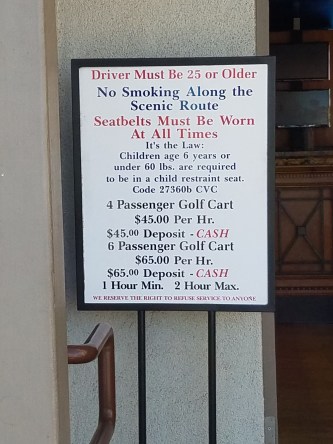 Driver Must Be 25 or Older
No Smoking Along the
Scenic Route
Seatbelts Must Be Worn
At All Times
It's the Law:
Children age 6 years or
under 60 lbs. are required
to be in a child restraint seat.
Code 27360b CVC
4 Passenger Golf Cart
$45.00 Per Hr.
$45.00 Deposit - CASH
6 Passenger Golf Cart
$65.00 Per Hr.
$65.00 Deposit - CASH
1 Hour Min. 2 Hour Max.
WE RESERVE THE RIGHT TO REFUSE SERVICE TO ANYONE